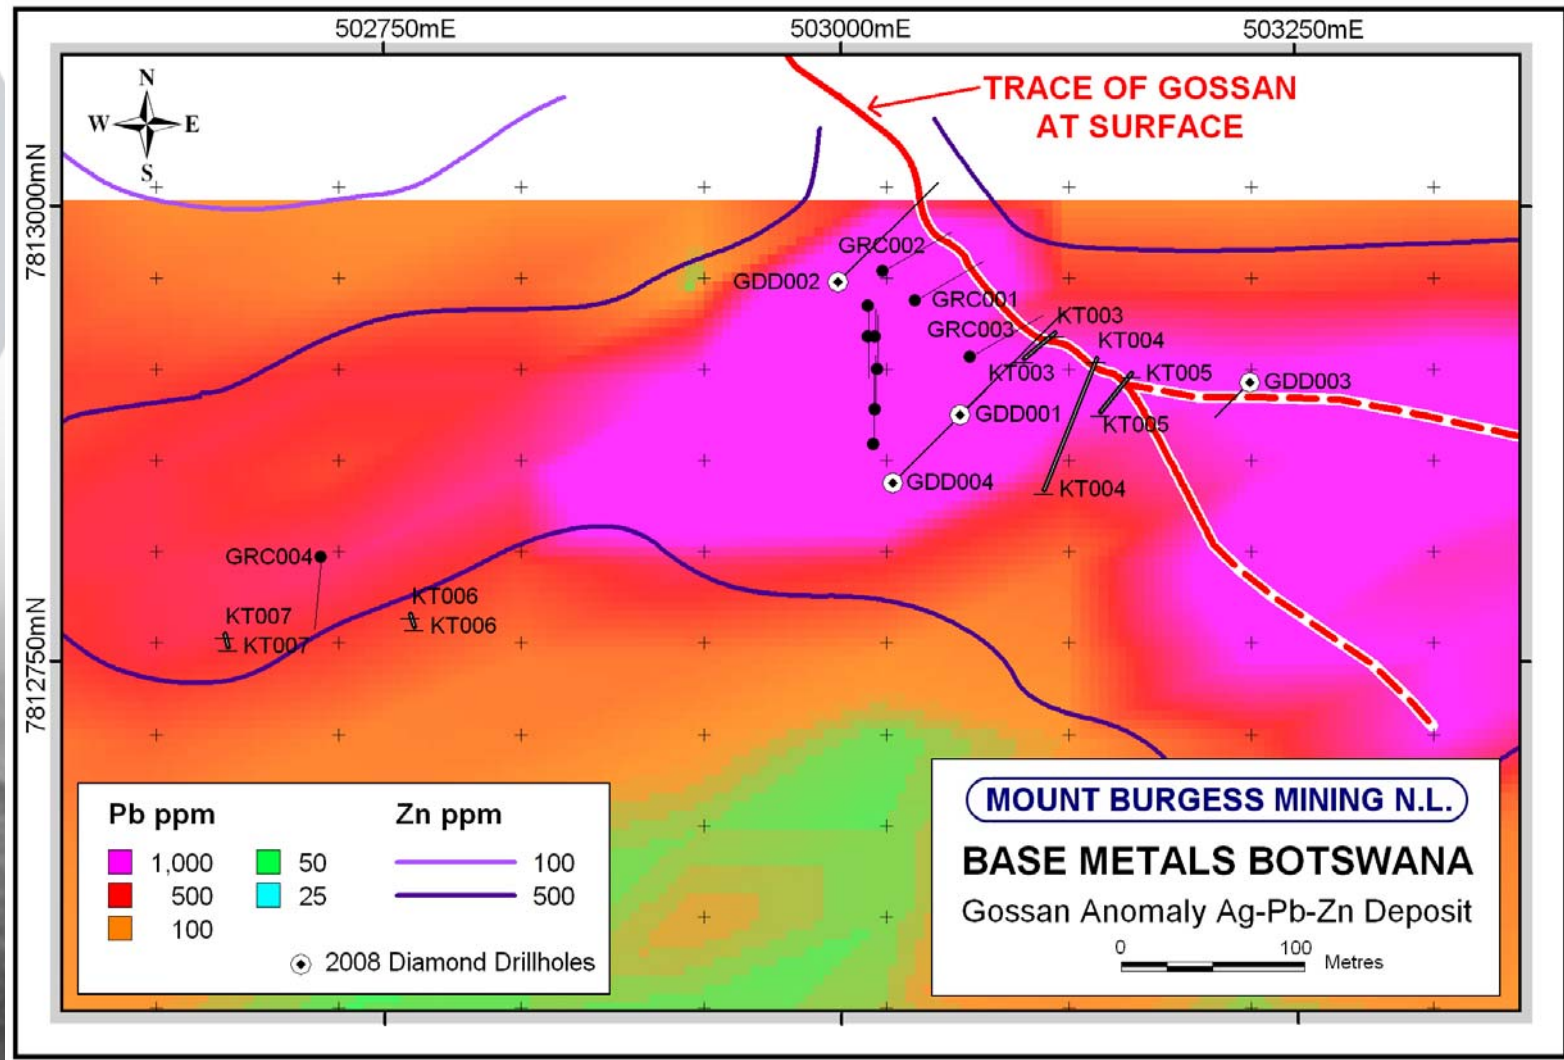 502750mE
503000mE
503250mE
N
W
E
S
TRACE OF GOSSAN
AT SURFACE
7813000mN
GRC002
GDD002
GRC001
KT003
GRC003
KT004
KT003
KT005
GDD003
GDD001
KT005
GDD004
KT004
GRC004
7812750mN
KT006
KT007
KT006
KT007
Pb ppm
Zn ppm
1,000
50
100
500
25
500
100
2008 Diamond Drillholes
MOUNT BURGESS MINING N.L.
BASE METALS BOTSWANA
Gossan Anomaly Ag-Pb-Zn Deposit
0
100
Metres